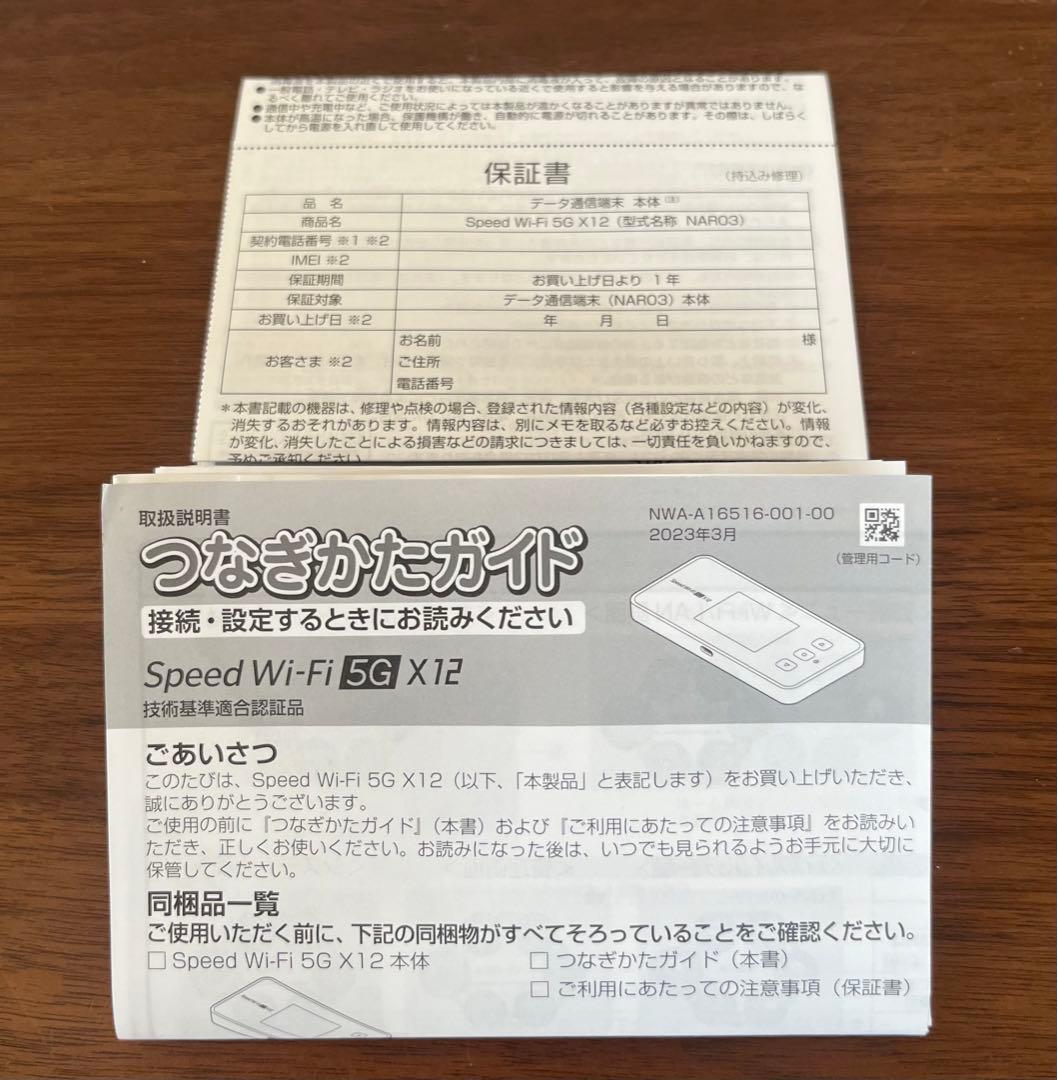 ●一般電話・テレビ・ラジオをお使いになっている近くで使用すると影響を与える場合がありますので、な
るべく離れてご使用ください。
●通信中や充電中など、ご使用状況によっては本製品が温かくなることがありますが異常ではありません。
●本体が高温になった場合、保護機構が働き、自動的に電源が切れることがあります。その際は、しばらく
してから電源を入れ直して使用してください。
保証書
(持込み修理)
品 名 データ通信端末 本体(注)
商品名 Speed Wi-Fi 5G X12(型式名称 NAR03)
契約電話番号 ※1 ※2
IMEI ※2
保証期間 お買い上げ日より 1年
保証対象 データ通信端末(NAR03)本体
お買い上げ日 ※2 年 月 日
お客さま ※2
お名前 様
ご住所
電話番号
*本書記載の機器は、修理や点検の場合、登録された情報内容(各種設定などの内容)が変化、
消失するおそれがあります。情報内容は、別にメモを取るなど必ずお控えください。情報
が変化、消失したことによる損害などの請求につきましては、一切責任を負いかねますので、
予めご承知ください
取扱説明書
つなぎかたガイド
接続・設定するときにお読みください
Speed Wi-Fi 5G X12
技術基準適合認証品
NWA-A16516-001-00
2023年3月
(管理用コード)
Speed Wi-Fi 5G X12
ごあいさつ
このたびは、Speed Wi-Fi 5G X12(以下、「本製品」と表記します)をお買い上げいただき、
誠にありがとうございます。
ご使用の前に『つなぎかたガイド』(本書)および『ご利用にあたっての注意事項』をお読みい
ただき、正しくお使いください。お読みになった後は、いつでも見られるようお手元に大切に
保管してください。
同梱品一覧
ご使用いただく前に、下記の同梱物がすべてそろっていることをご確認ください。
□ Speed Wi-Fi 5G X12 本体
□ つなぎかたガイド(本書)
□ ご利用にあたっての注意事項(保証書)